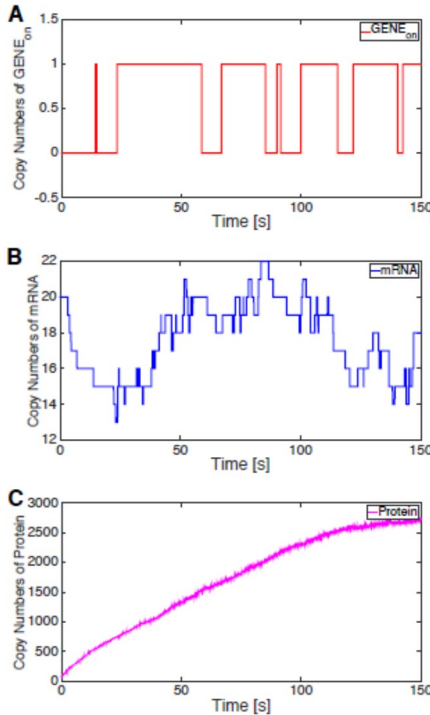 A
GENEon
Copy Numbers of GENEon
1.5
1
0.5
0
-0.5
0 50 100 150
Time [s]
B
mRNA
Copy Numbers of mRNA
22
20
18
16
14
12
0 50 100 150
Time [s]
C
Protein
Copy Numbers of Protein
3000
2500
2000
1500
1000
500
0
0 50 100 150
Time [s]